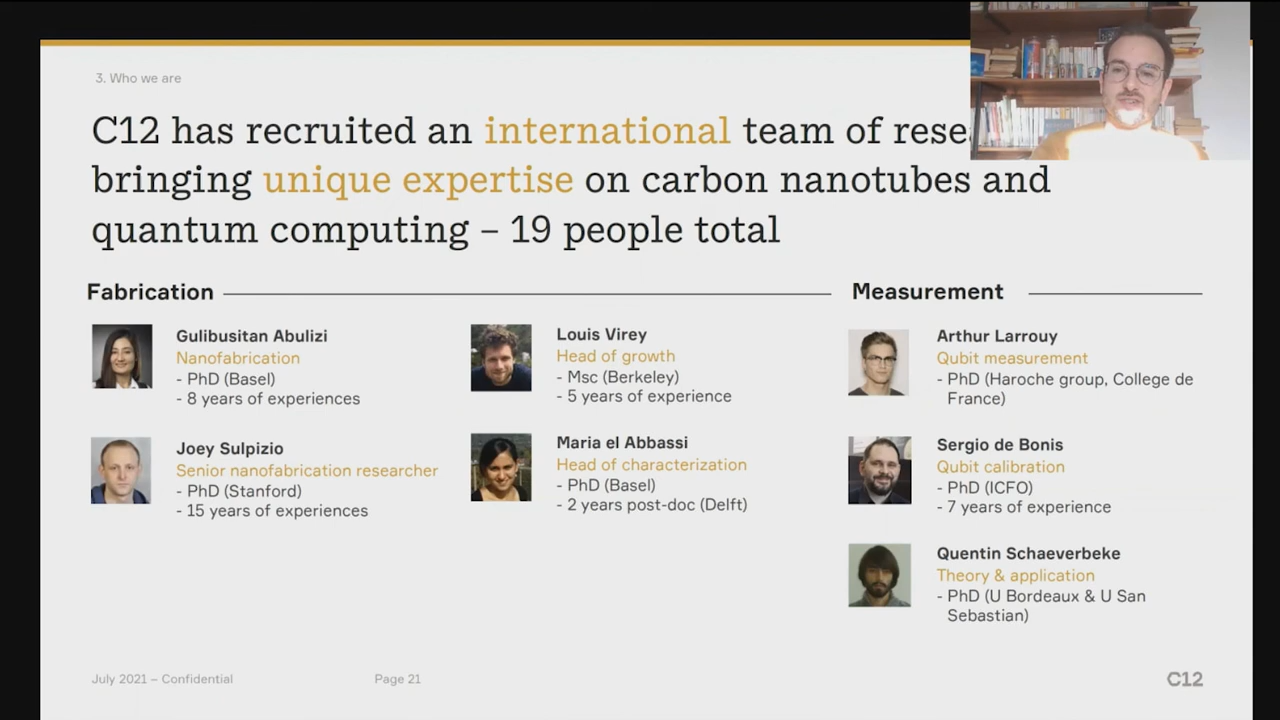 3. Who we are
C12 has recruited an international team of
bringing unique expertise on carbon nanotubes and
quantum computing – 19 people total
Fabrication
Gulibusitan Abulizi
Nanofabrication
- PhD (Basel)
- 8 years of experiences
Joey Sulpizio
Senior nanofabrication researcher
- PhD (Stanford)
- 15 years of experiences
Louis Virey
Head of growth
- Msc (Berkeley)
- 5 years of experience
Maria el Abbassi
Head of characterization
- PhD (Basel)
- 2 years post-doc (Delft)
Measurement
Arthur Larrouy
Qubit measurement
- PhD (Haroche group, College de
France)
Sergio de Bonis
Qubit calibration
- PhD (ICFO)
- 7 years of experience
Quentin Schaeverbeke
Theory & application
- PhD (U Bordeaux & U San
Sebastian)
July 2021 – Confidential
Page 21
C12